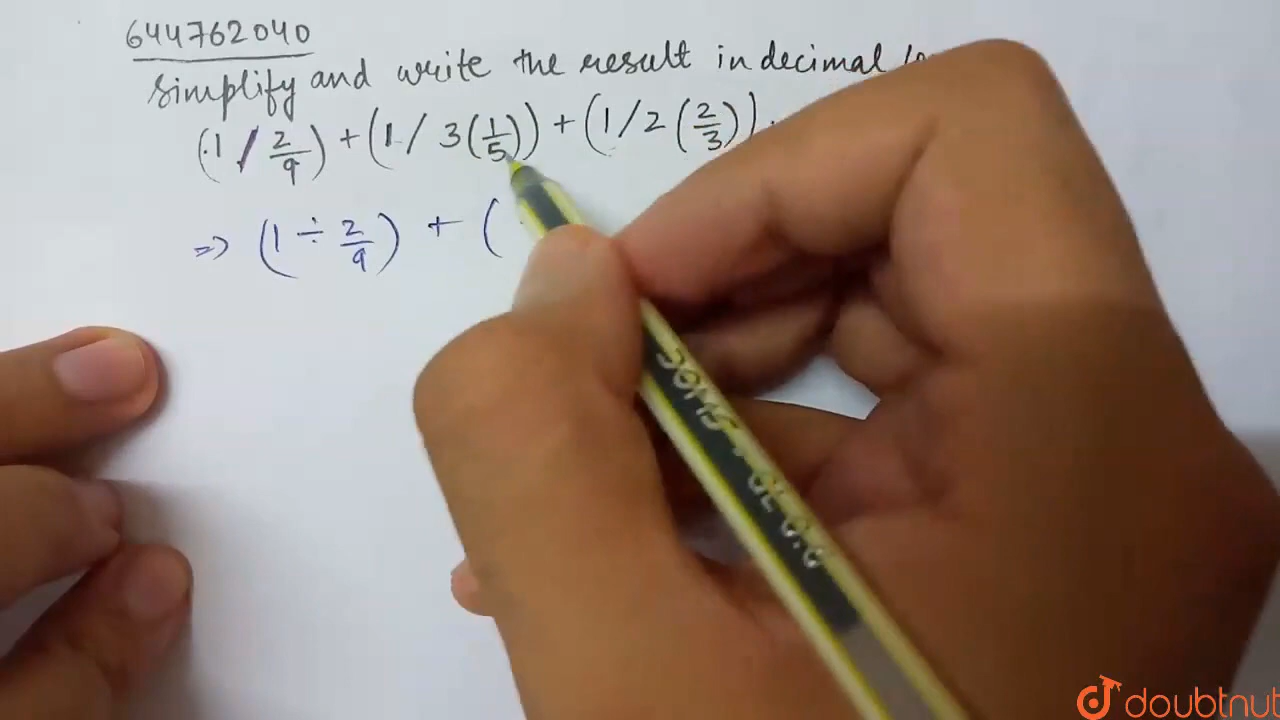 644762040
simplify and write the result in decimal
(1 / 2/9) + (1 / 3(1/5)) + (1/2(2/3)).
=> (1 ÷ 2/9) + (
doubtnut